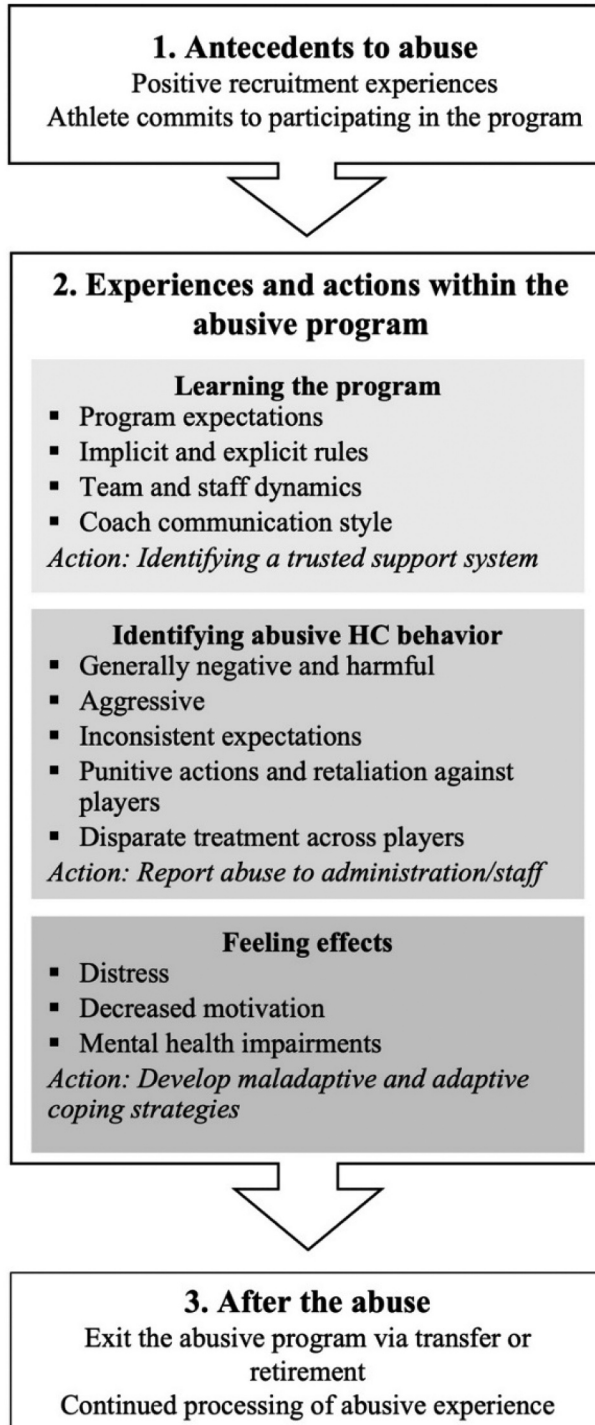 1. Antecedents to abuse
Positive recruitment experiences
Athlete commits to participating in the program
2. Experiences and actions within the
abusive program
Learning the program
▪ Program expectations
▪ Implicit and explicit rules
▪ Team and staff dynamics
▪ Coach communication style
Action: Identifying a trusted support system
Identifying abusive HC behavior
▪ Generally negative and harmful
▪ Aggressive
▪ Inconsistent expectations
▪ Punitive actions and retaliation against
players
▪ Disparate treatment across players
Action: Report abuse to administration/staff
Feeling effects
▪ Distress
▪ Decreased motivation
▪ Mental health impairments
Action: Develop maladaptive and adaptive
coping strategies
3. After the abuse
Exit the abusive program via transfer or
retirement
Continued processing of abusive experience